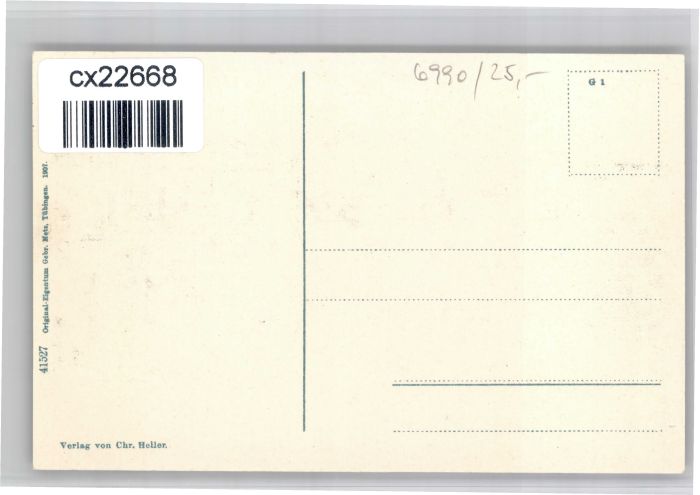 cx22668
6990/25,-
G 1
41527 Original-Eigentum Gebr. Metz, Tübingen. 1907.
Verlag von Chr. Heller.